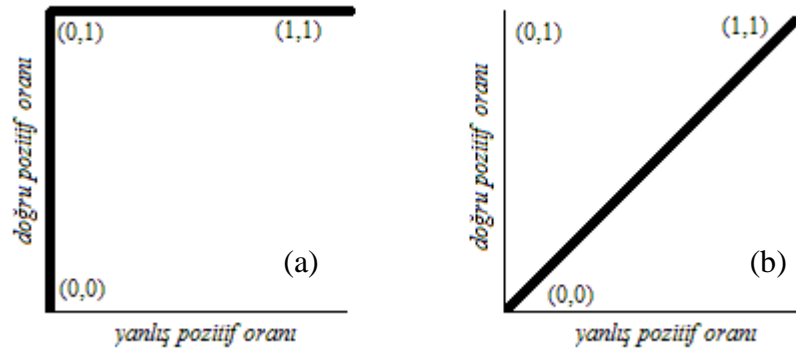 (0,1) (1,1)
doğru pozitif oranı
(0,0)
(a)
yanlış pozitif oranı
(0,1) (1,1)
doğru pozitif oranı
(0,0)
(b)
yanlış pozitif oranı